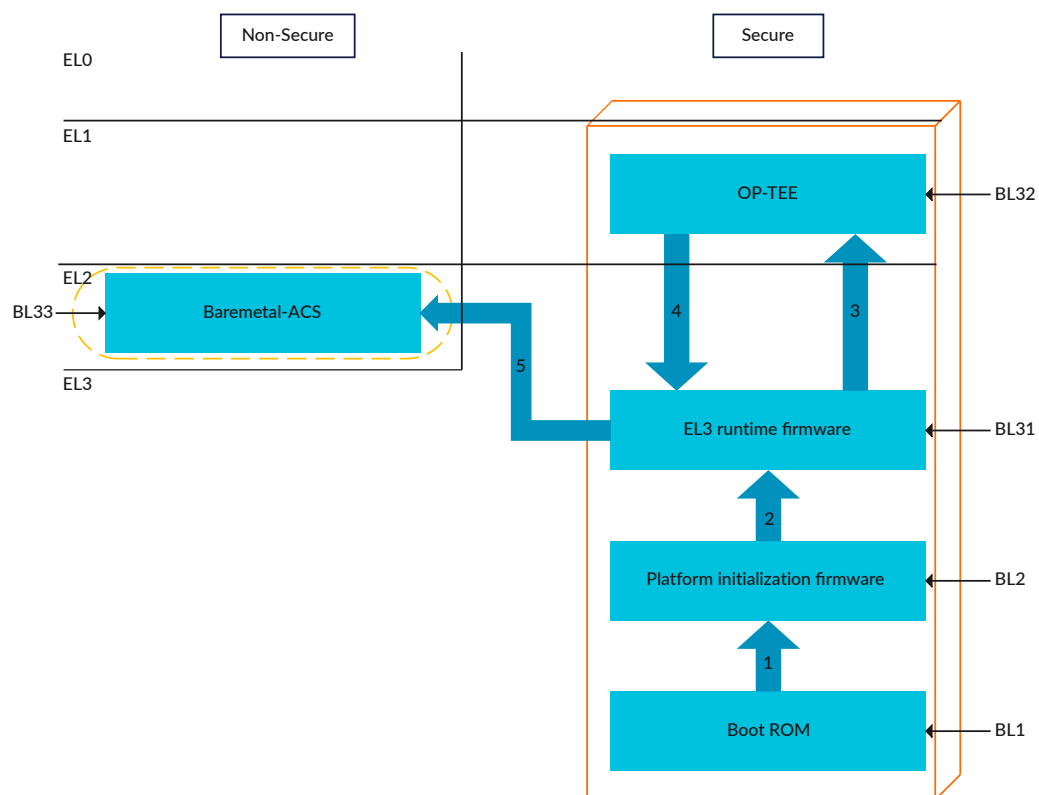 Non-Secure
Secure
EL0
EL1
OP-TEE
BL32
EL2
BL33
Baremetal-ACS
4
3
5
EL3
EL3 runtime firmware
BL31
2
Platform initialization firmware
BL2
1
Boot ROM
BL1